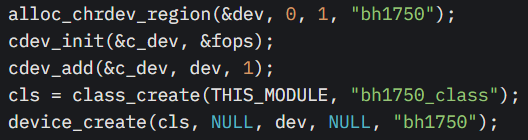 alloc_chrdev_region(&dev, 0, 1, "bh1750");
cdev_init(&c_dev, &fops);
cdev_add(&c_dev, dev, 1);
cls = class_create(THIS_MODULE, "bh1750_class");
device_create(cls, NULL, dev, NULL, "bh1750");